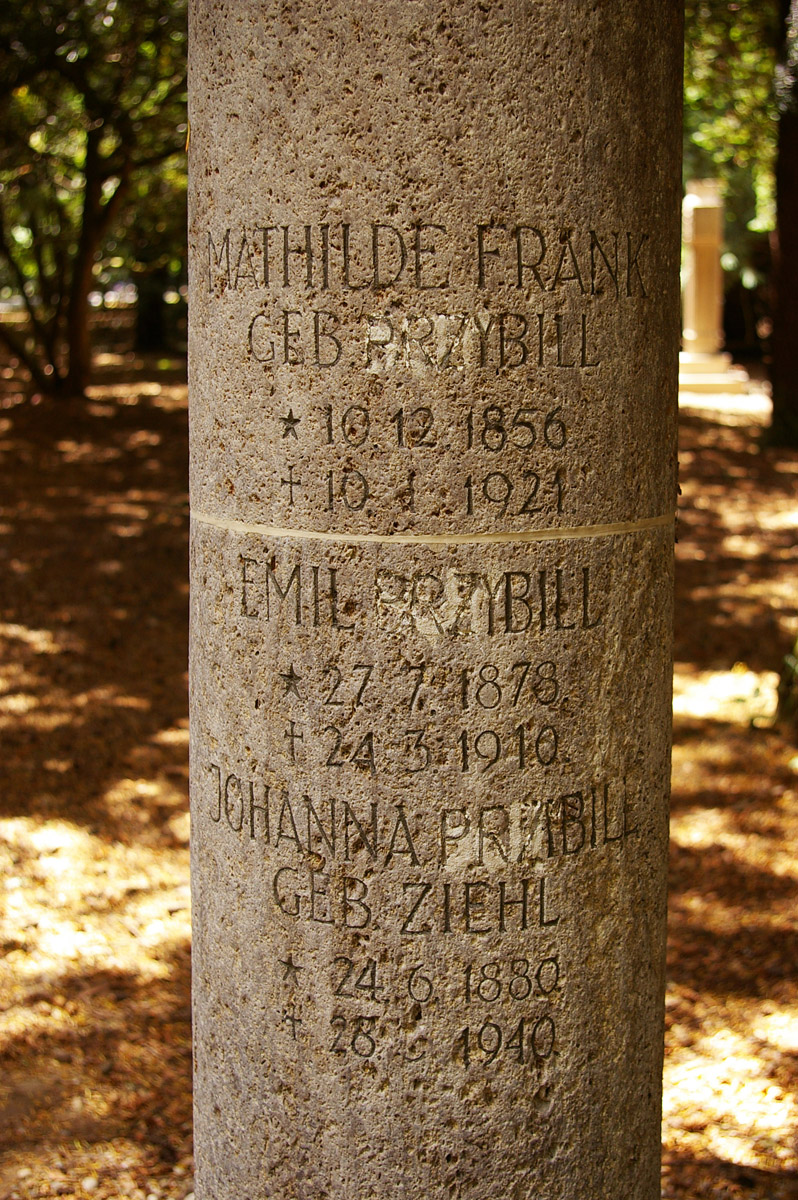 MATHILDE FRANK
GEB PRZYBILL
* 10 12 1856
† 10. 1. 1921
EMIL PRZYBILL
* 27 7. 1878.
† 24 3 1910.
JOHANNA PRZYBILL
GEB ZIEHL
* 24. 6. 1880
† 28. 1940